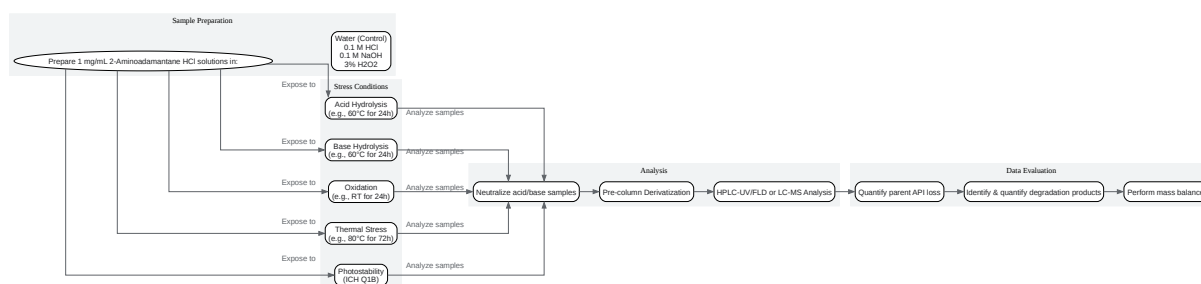 Sample Preparation
Prepare 1 mg/mL 2-Aminoadamantane HCl solutions in:
Water (Control)
0.1 M HCl
0.1 M NaOH
3% H2O2
Stress Conditions
Expose to
Acid Hydrolysis
(e.g., 60°C for 24h)
Analyze samples
Expose to
Base Hydrolysis
(e.g., 60°C for 24h)
Analyze samples
Expose to
Oxidation
(e.g., RT for 24h)
Analyze samples
Expose to
Thermal Stress
(e.g., 80°C for 72h)
Analyze samples
Expose to
Photostability
(ICH Q1B)
Analyze samples
Analysis
Neutralize acid/base samples
Pre-column Derivatization
HPLC-UV/FLD or LC-MS Analysis
Data Evaluation
Quantify parent API loss
Identify & quantify degradation products
Perform mass balance